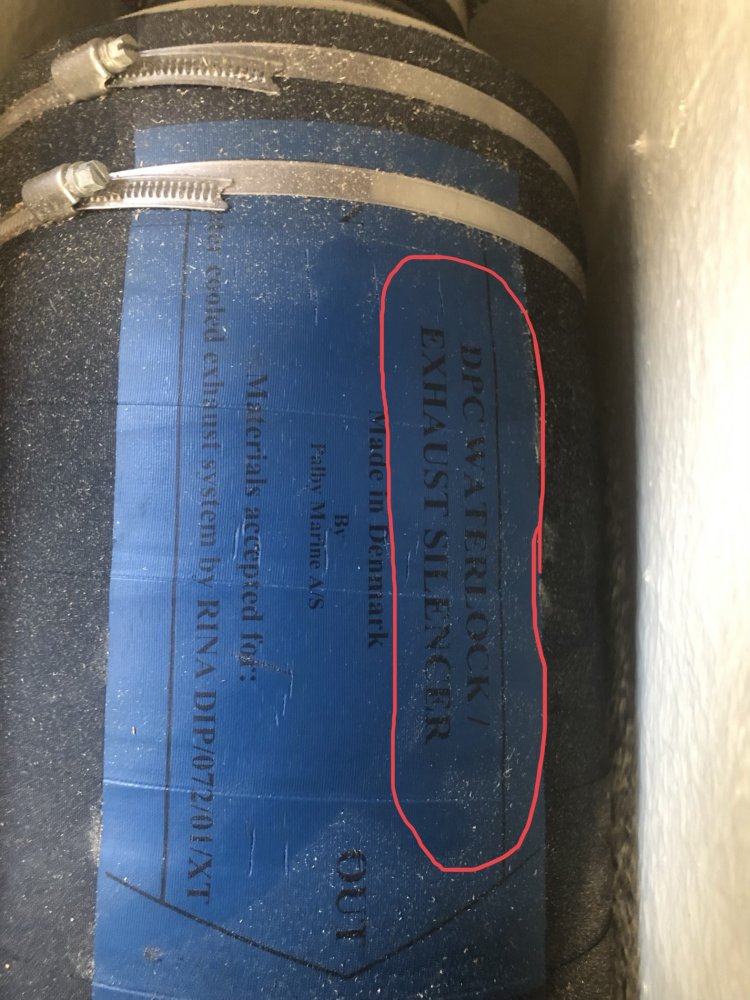 DPC WATERLOCK /
EXHAUST SILENCER
Made in Denmark
By
Palby Marine A/S
Materials accepted for:
cooled exhaust system by RINA DIP/072/01/XT
OUT